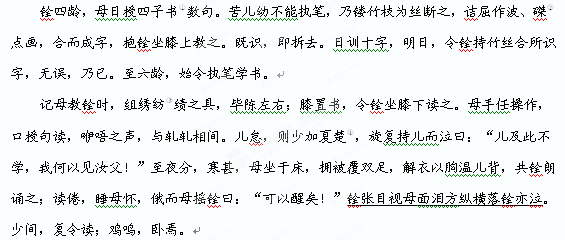 铨四龄，母日授四子书 数句。苦儿幼不能执笔，乃镂竹枝为丝断之，诘屈作波、磔
点画，合而成字，抱铨坐膝上教之。既识，即拆去。日训十字，明日，令铨持竹丝合所识
字，无误，乃已。至六龄，始令执笔学书。
记母教铨时，组绣纺 绩之具，毕陈左右；膝置书，令铨坐膝下读之。母手任操作，
口授句读，咿唔之声，与轧轧相间。儿怠，则少加夏楚 ，旋复持儿而泣曰：“儿及此不
学，我何以见汝父！”至夜分，寒甚，母坐于床，拥被覆双足，解衣以胸温儿背，共铨朗
诵之；读倦，睡母怀，俄而母摇铨曰：“可以醒矣！”铨张目视母面泪方纵横落铨亦泣。
少间，复令读；鸡鸣，卧焉。